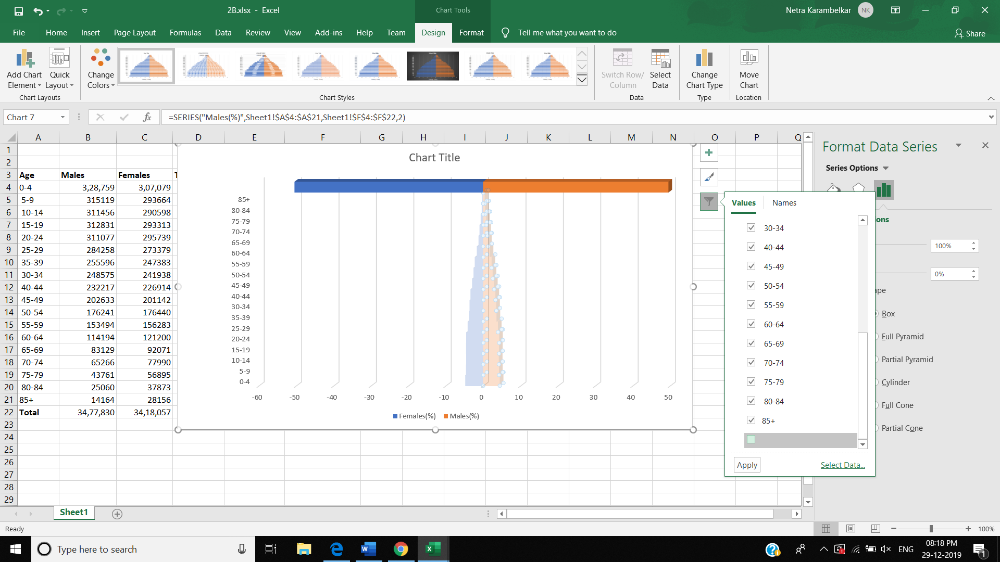 2B.xlsx - Excel
Chart Tools
Netra Karambelkar
NK
File
Home
Insert
Page Layout
Formulas
Data
Review
View
Add-ins
Help
Team
Design
Format
Tell me what you want to do
Share
Add Chart Element
Quick Layout
Change Colors
Switch Row/ Column
Select Data
Change Chart Type
Move Chart
Chart Layouts
Chart Styles
Data
Type
Location
Chart 7
fx
=SERIES("Males(%)",Sheet1!$A$4:$A$21,Sheet1!$F$4:$F$22,2)
A B C D E F G H I J K L M N O P Q
1
2
3 Age Males Females
4 0-4 3,28,759 3,07,079
5 5-9 315119 293664
6 10-14 311456 290598
7 15-19 312831 293313
8 20-24 311077 295739
9 25-29 284258 273379
10 35-39 255596 247383
11 30-34 248575 241938
12 40-44 232217 226914
13 45-49 202633 201142
14 50-54 176241 176440
15 55-59 153494 156283
16 60-64 114194 121200
17 65-69 83129 92071
18 70-74 65266 77990
19 75-79 43761 56895
20 80-84 25060 37873
21 85+ 14164 28156
22 Total 34,77,830 34,18,057
23
24
25
26
27
28
29
Chart Title
85+
80-84
75-79
70-74
65-69
60-64
55-59
50-54
45-49
40-44
30-34
35-39
25-29
20-24
15-19
10-14
5-9
0-4
-60 -50 -40 -30 -20 -10 0 10 20 30 40 50
Females(%) Males(%)
Format Data Series
Series Options
Values Names
30-34
40-44
45-49
50-54
55-59
60-64
65-69
70-74
75-79
80-84
85+
Apply
Select Data...
ons
100%
0%
ape
Box
Full Pyramid
Partial Pyramid
Cylinder
Full Cone
Partial Cone
Sheet1
Ready
100%
Type here to search
ENG
08:18 PM
29-12-2019
1